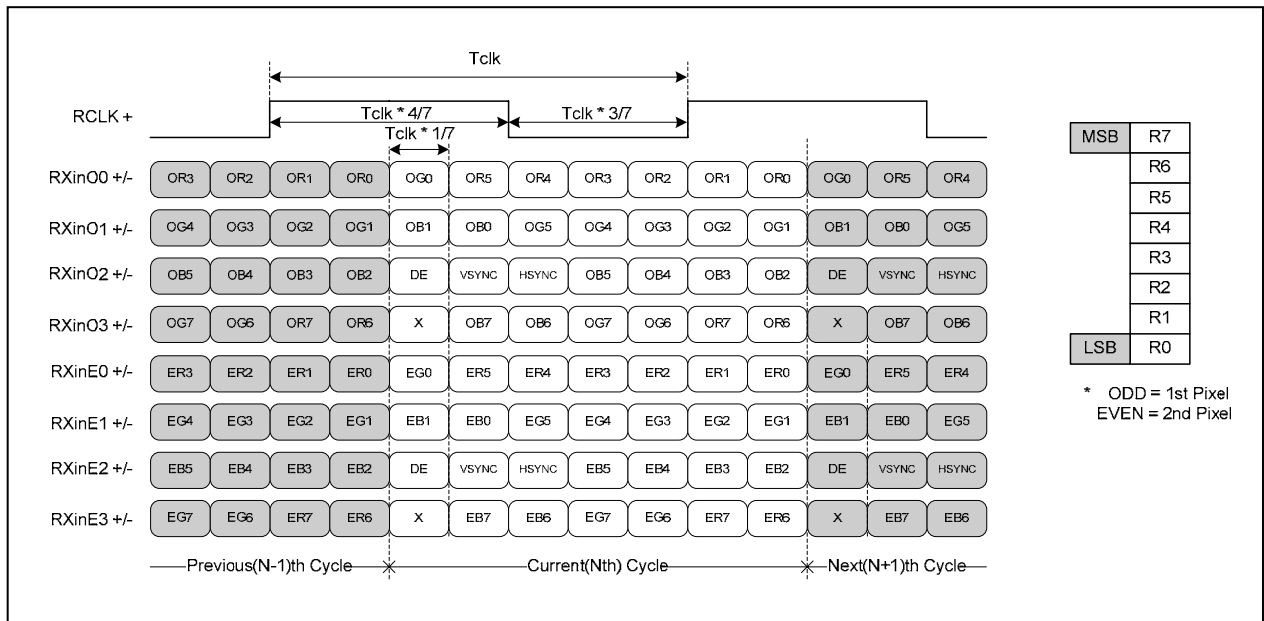 Tclk
RCLK +
Tclk * 4/7
Tclk * 3/7
Tclk * 1/7
RXinO0 +/- OR3 OR2 OR1 OR0 OG0 OR5 OR4 OR3 OR2 OR1 OR0 OG0 OR5 OR4
RXinO1 +/- OG4 OG3 OG2 OG1 OB1 OB0 OG5 OG4 OG3 OG2 OG1 OB1 OB0 OG5
RXinO2 +/- OB5 OB4 OB3 OB2 DE VSYNC HSYNC OB5 OB4 OB3 OB2 DE VSYNC HSYNC
RXinO3 +/- OG7 OG6 OR7 OR6 X OB7 OB6 OG7 OG6 OR7 OR6 X OB7 OB6
RXinE0 +/- ER3 ER2 ER1 ER0 EG0 ER5 ER4 ER3 ER2 ER1 ER0 EG0 ER5 ER4
RXinE1 +/- EG4 EG3 EG2 EG1 EB1 EB0 EG5 EG4 EG3 EG2 EG1 EB1 EB0 EG5
RXinE2 +/- EB5 EB4 EB3 EB2 DE VSYNC HSYNC EB5 EB4 EB3 EB2 DE VSYNC HSYNC
RXinE3 +/- EG7 EG6 ER7 ER6 X EB7 EB6 EG7 EG6 ER7 ER6 X EB7 EB6
Previous(N-1)th Cycle Current(Nth) Cycle Next(N+1)th Cycle
MSB R7
R6
R5
R4
R3
R2
R1
LSB R0
* ODD = 1st Pixel
EVEN = 2nd Pixel